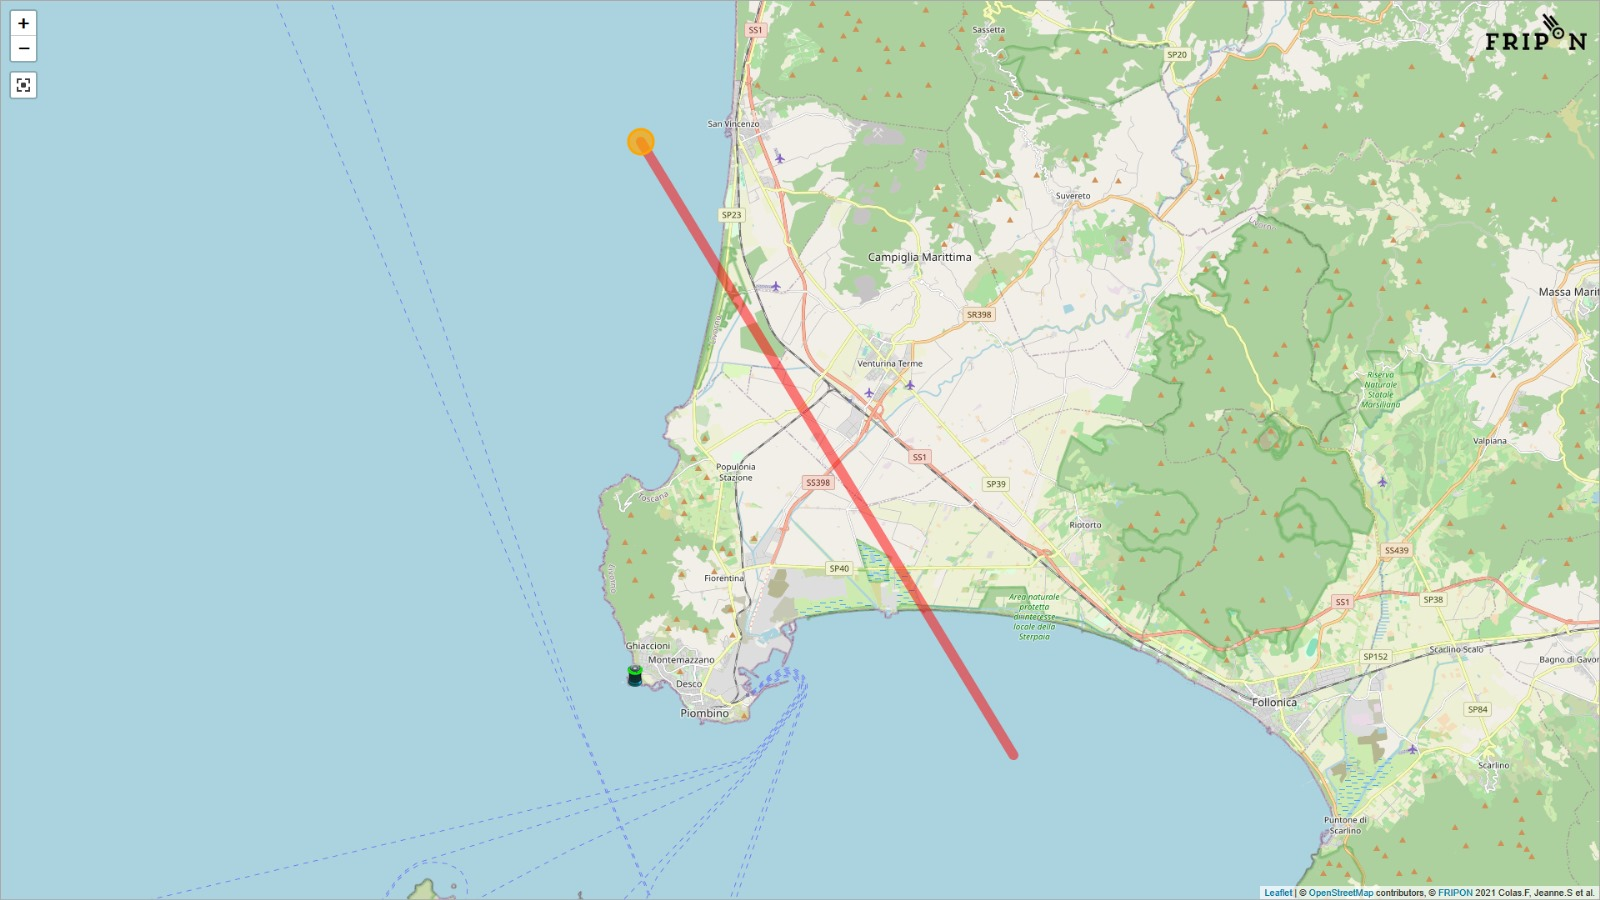 +
−
FRIPON
SS1
Sassetta
SP20
San Vincenzo
Suvereto
SP23
Campiglia Marittima
Massa Marit
SR398
Venturina Terme
Riserva
Naturale
Statale
Marsiliana
Valpiana
SS1
Populonia
Stazione
SS398
SP39
Toscana
Riotorto
SS439
SP40
Fiorentina
Area naturale
protetta
di interesse
locale della
Sterpaia
SS1
SP38
Ghiaccioni
Montemazzano
SP152
Scarlino Scalo
Bagno di Gavor
Desco
Piombino
Follonica
SP84
Scarlino
Puntone di
Scarlino
Leaflet | © OpenStreetMap contributors, © FRIPON 2021 Colas.F, Jeanne.S et al.